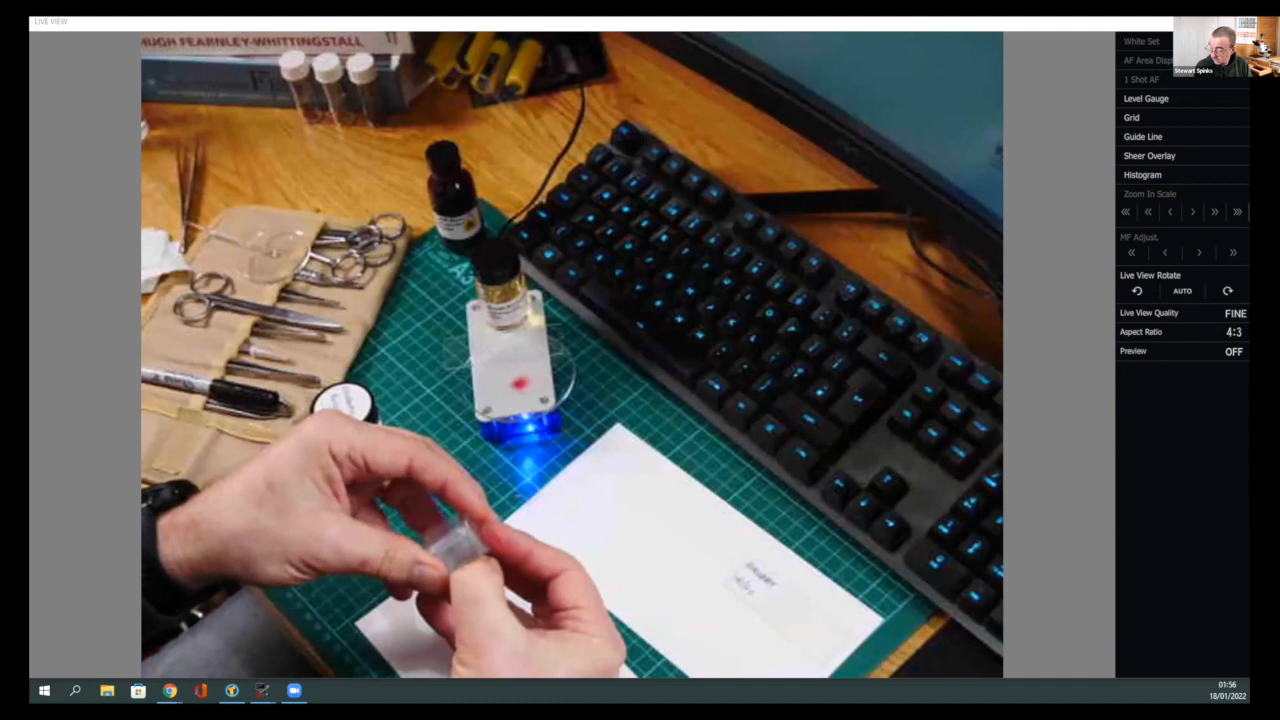 LIVE VIEW
HUGH FEARNLEY-WHITTINGSTALL
A3
Stewart Spinks
White Set
1 Shot AF
Level Gauge
Grid
Guide Line
Sheer Overlay
Histogram
Zoom In Scale
MF Adjust.
Live View Rotate
AUTO
Live View Quality FINE
Aspect Ratio 4:3
Preview OFF
01:56
18/01/2022